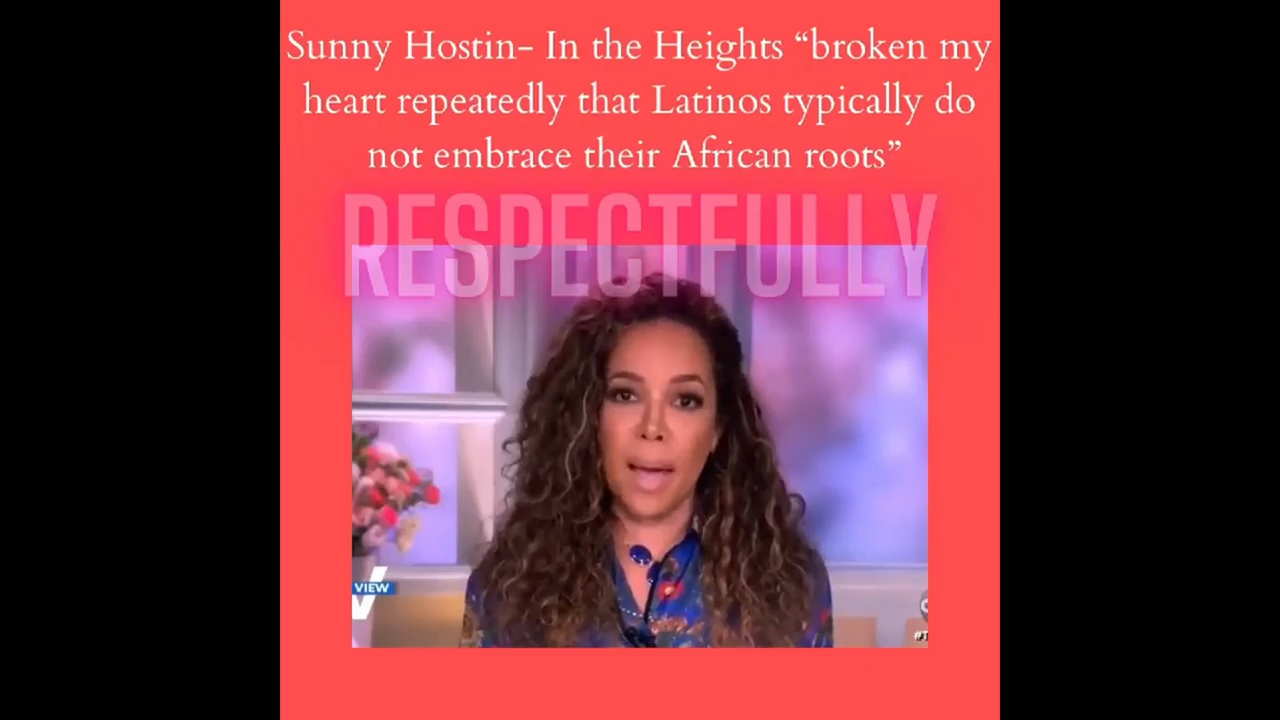 Sunny Hostin- In the Heights “broken my
heart repeatedly that Latinos typically do
not embrace their African roots”
RESPECTFULLY
VIEW